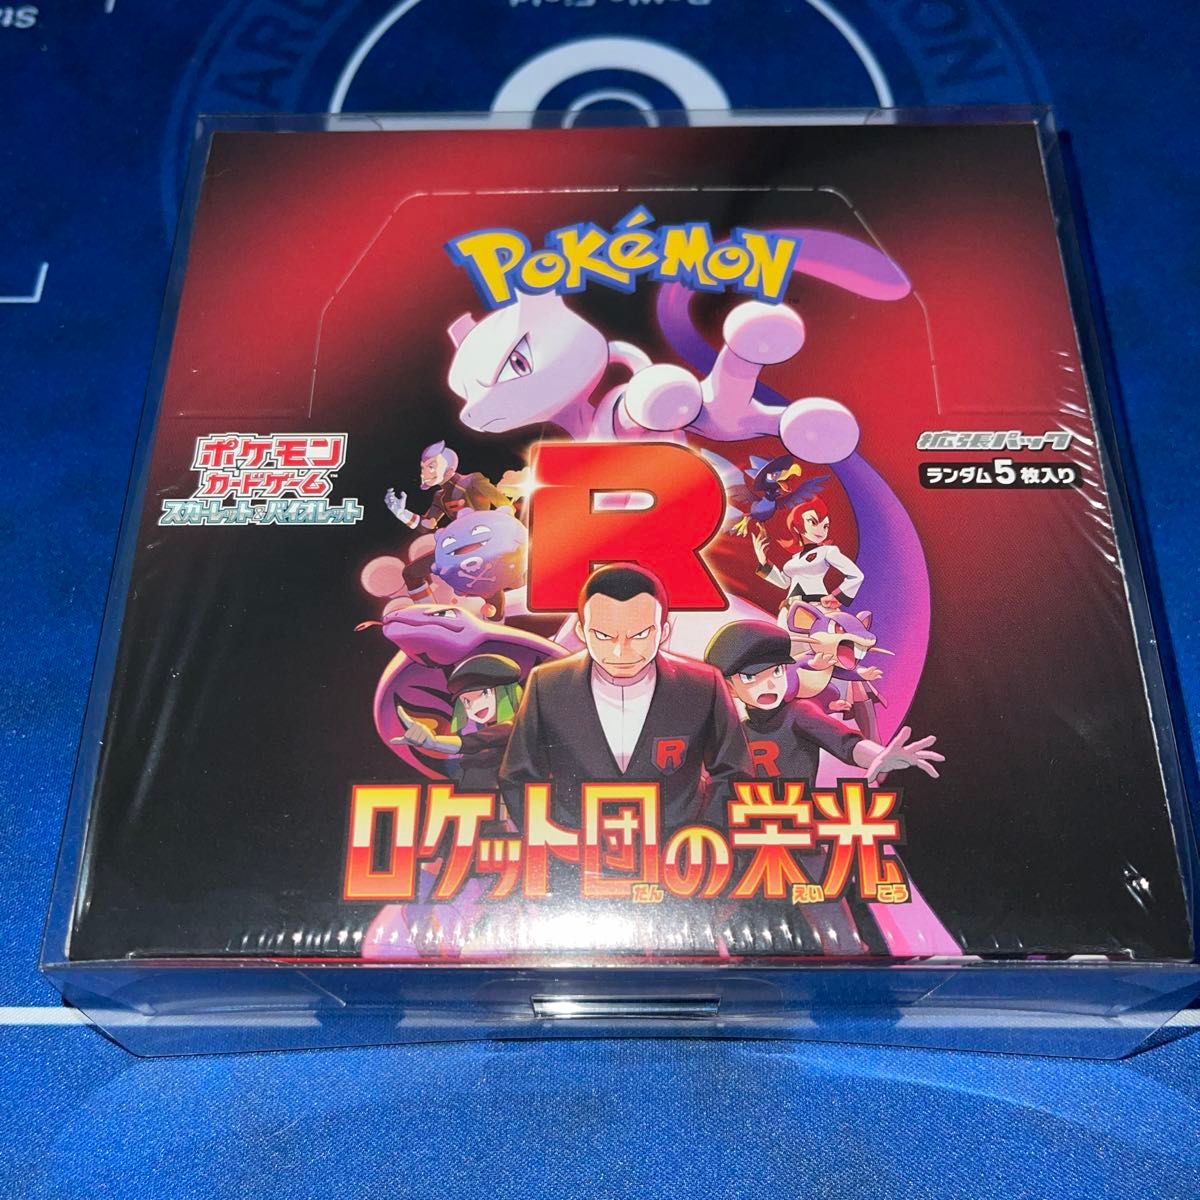 POKéMON
ポケモン
カードゲーム
スカーレット&バイオレット
拡張パック
ランダム5枚入り
R
R
R
ロケット団の栄光
だん えい こう